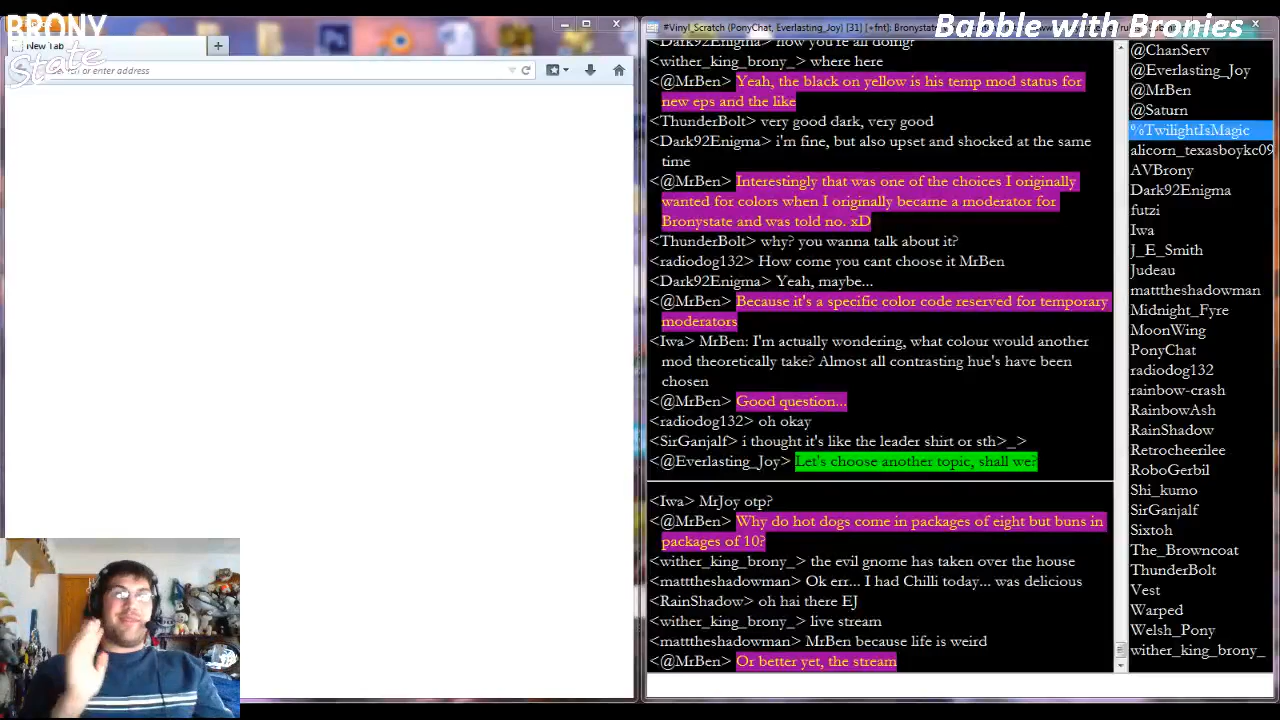 BRONY
State
New Tab
or enter address
#Vinyl_Scratch (PonyChat, Everlasting_Joy) [31] [+fnt]: Bronystate
Babble with Bronies
<Dark92Enigma> how you're all doing?
<wither_king_brony_> where here
<@MrBen> Yeah, the black on yellow is his temp mod status for
new eps and the like
<ThunderBolt> very good dark, very good
<Dark92Enigma> i'm fine, but also upset and shocked at the same
time
<@MrBen> Interestingly that was one of the choices I originally
wanted for colors when I originally became a moderator for
Bronystate and was told no. xD
<ThunderBolt> why? you wanna talk about it?
<radiodog132> How come you cant choose it MrBen
<Dark92Enigma> Yeah, maybe...
<@MrBen> Because it's a specific color code reserved for temporary
moderators
<Iwa> MrBen: I'm actually wondering, what colour would another
mod theoretically take? Almost all contrasting hue's have been
chosen
<@MrBen> Good question...
<radiodog132> oh okay
<SirGanjalf> i thought it's like the leader shirt or sth>_>
<@Everlasting_Joy> Let's choose another topic, shall we?
<Iwa> MrJoy otp?
<@MrBen> Why do hot dogs come in packages of eight but buns in
packages of 10?
<wither_king_brony_> the evil gnome has taken over the house
<matttheshadowman> Ok err... I had Chilli today... was delicious
<RainShadow> oh hai there EJ
<wither_king_brony_> live stream
<matttheshadowman> MrBen because life is weird
<@MrBen> Or better yet, the stream
@ChanServ
@Everlasting_Joy
@MrBen
@Saturn
%TwilightIsMagic
alicorn_texasboykc09
AVBrony
Dark92Enigma
futzi
Iwa
J_E_Smith
Judeau
matttheshadowman
Midnight_Fyre
MoonWing
PonyChat
radiodog132
rainbow-crash
RainbowAsh
RainShadow
Retrocheerilee
RoboGerbil
Shi_kumo
SirGanjalf
Sixtoh
The_Browncoat
ThunderBolt
Vest
Warped
Welsh_Pony
wither_king_brony_